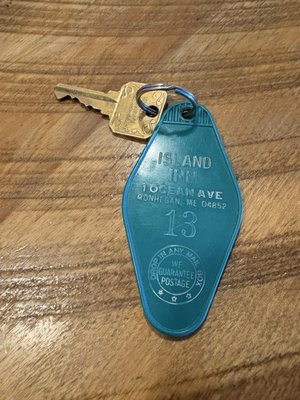 ISLAND
INN
1 OCEAN AVE
MONHEGAN, ME 04852
13
DROP IN ANY MAIL BOX
WE
GUARANTEE
POSTAGE